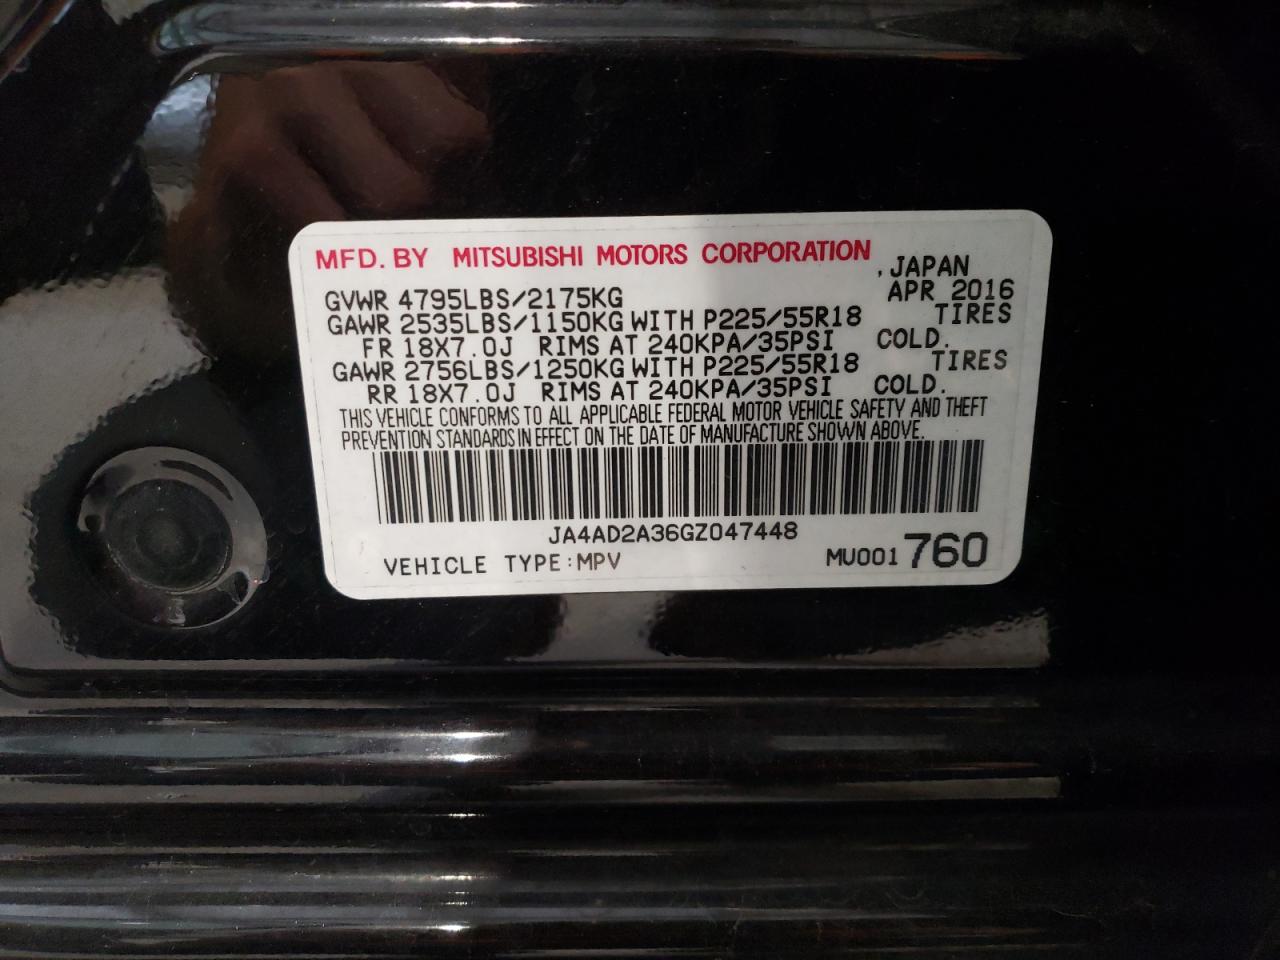 MFD. BY MITSUBISHI MOTORS CORPORATION , JAPAN
GVWR 4795LBS/2175KG APR 2016
GAWR 2535LBS/1150KG WITH P225/55R18 TIRES
FR 18X7.0J RIMS AT 240KPA/35PSI COLD.
GAWR 2756LBS/1250KG WITH P225/55R18 TIRES
RR 18X7.0J RIMS AT 240KPA/35PSI COLD.
THIS VEHICLE CONFORMS TO ALL APPLICABLE FEDERAL MOTOR VEHICLE SAFETY AND THEFT
PREVENTION STANDARDS IN EFFECT ON THE DATE OF MANUFACTURE SHOWN ABOVE.
JA4AD2A36GZ047448
VEHICLE TYPE:MPV MU001 760